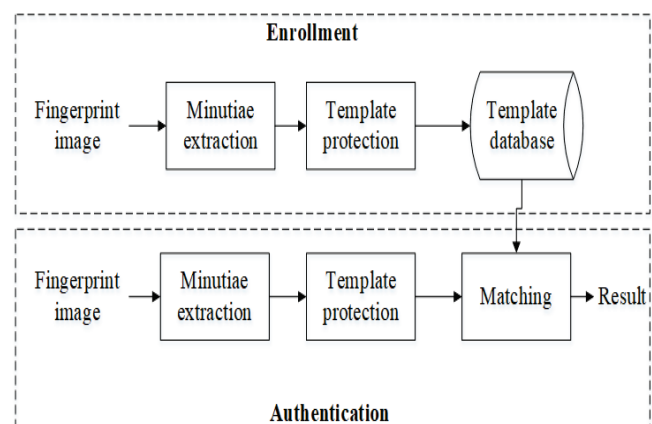 Enrollment
Fingerprint
image
Minutiae
extraction
Template
protection
Template
database
Fingerprint
image
Minutiae
extraction
Template
protection
Matching
Result
Authentication